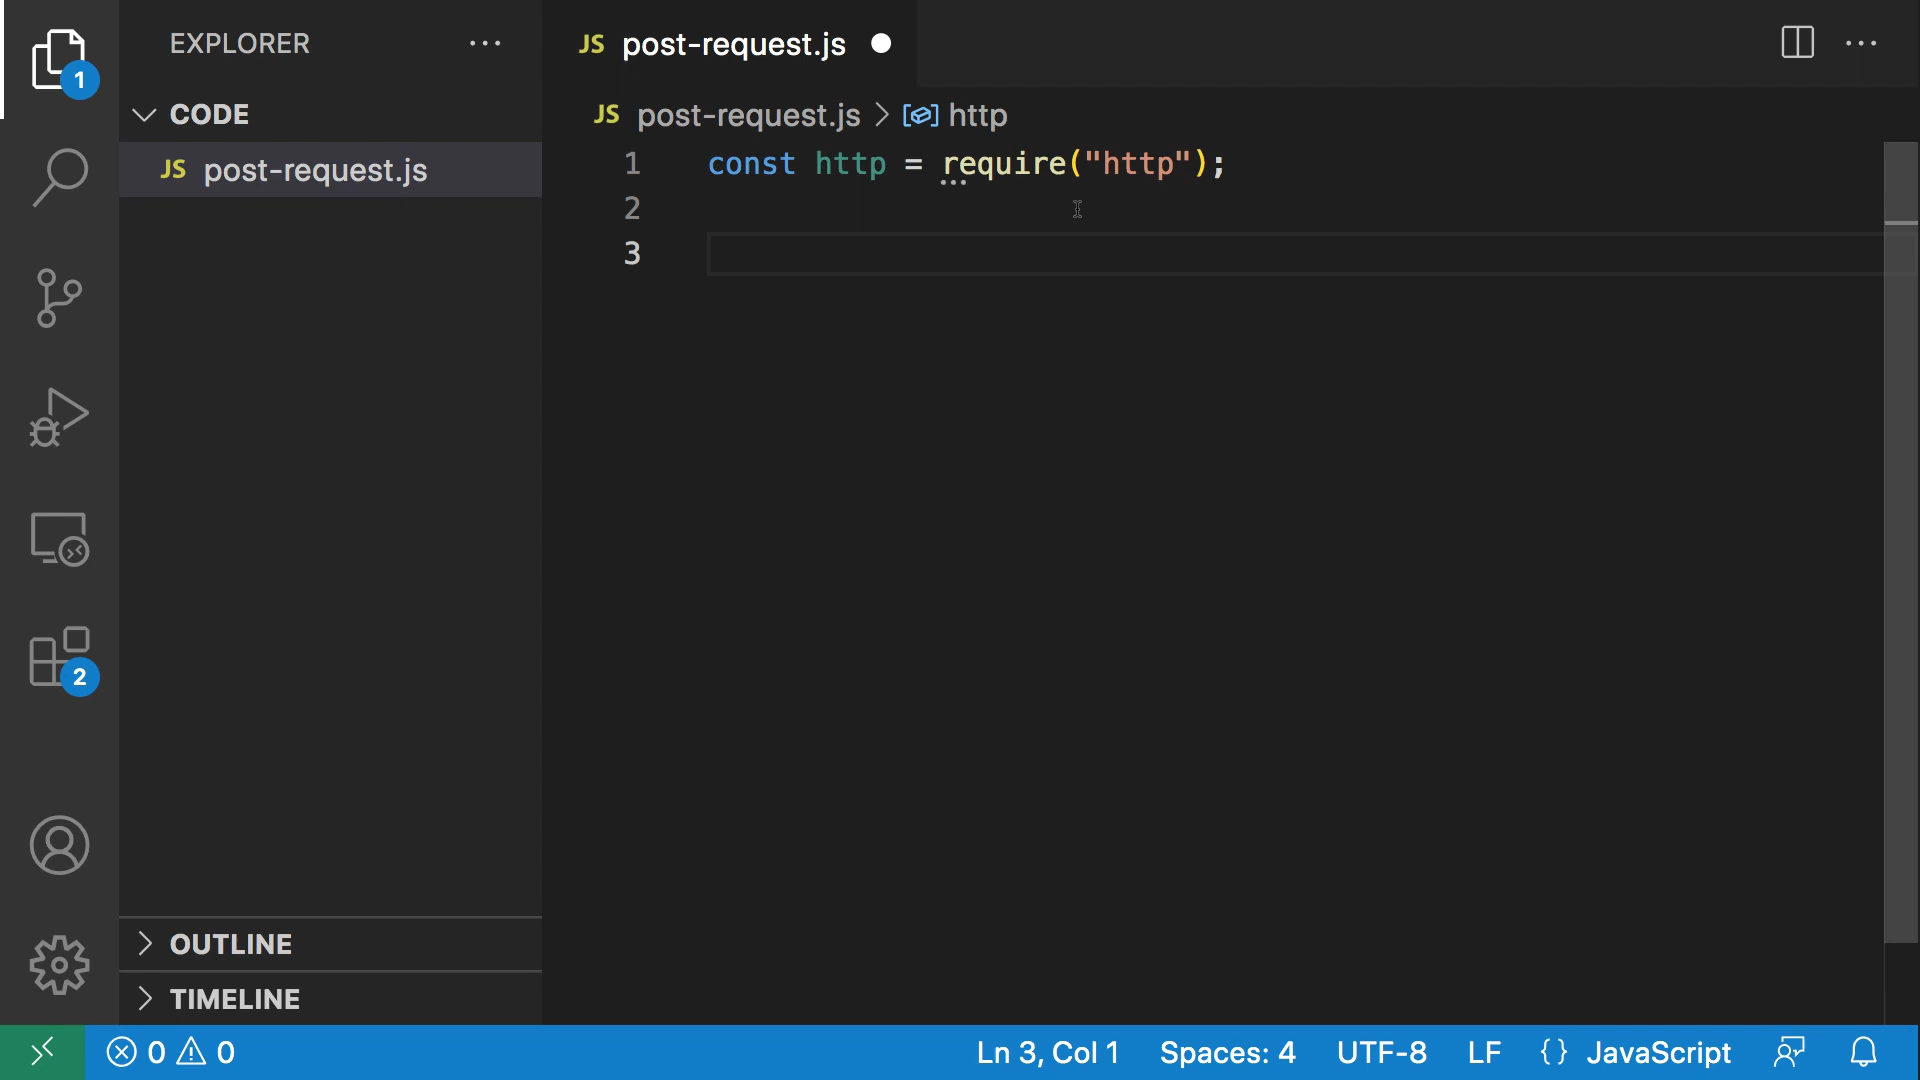 EXPLORER
JS post-request.js
1
CODE
JS post-request.js > http
JS post-request.js
1 const http = require("http");
2
3
2
OUTLINE
TIMELINE
0 0
Ln 3, Col 1 Spaces: 4 UTF-8 LF {} JavaScript